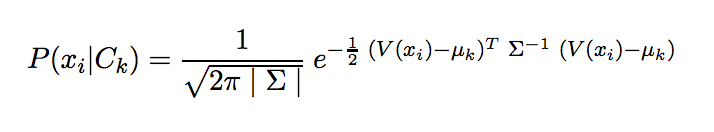 P(x_i|C_k) = \frac{1}{\sqrt{2\pi \mid \Sigma \mid}} e^{-\frac{1}{2} (V(x_i)-\mu_k)^T \Sigma^{-1} (V(x_i)-\mu_k)}